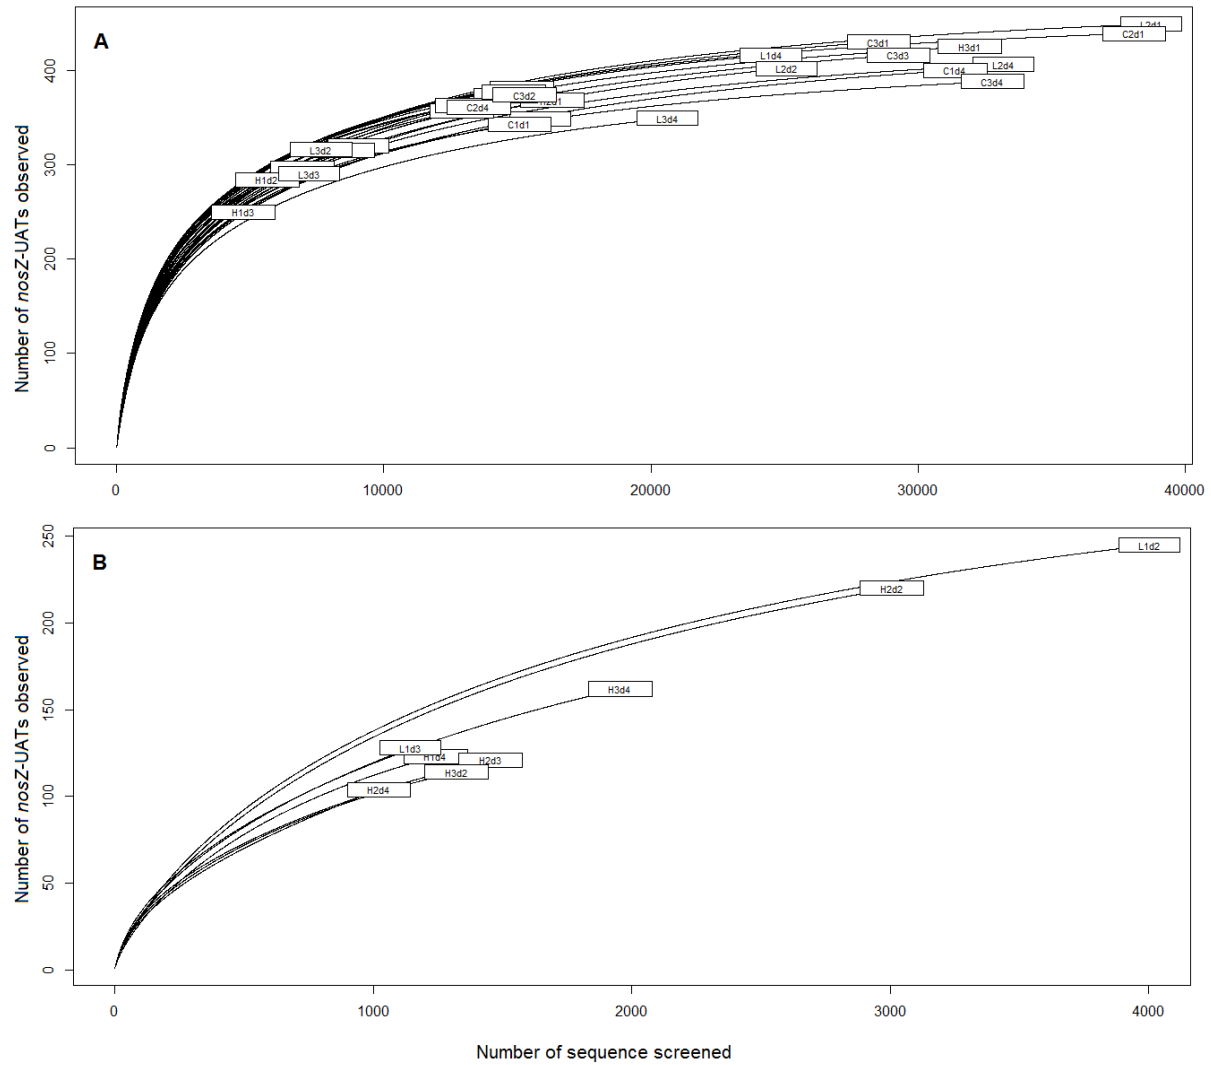 A
Number of nosZ-UATs observed
400
300
200
100
0
L2d1
C2d1
C3d1
H3d1
L1d4
C3d3
L2d2
L2d4
C1d4
C3d4
C3d2
H2d1
C2d4
C1d1
L3d4
L3d2
L3d3
H1d2
H1d3
0 10000 20000 30000 40000
B
Number of nosZ-UATs observed
250
200
150
100
50
0
L1d2
H2d2
H3d4
L1d3
H1d4
H2d3
H3d2
H2d4
0 1000 2000 3000 4000
Number of sequence screened